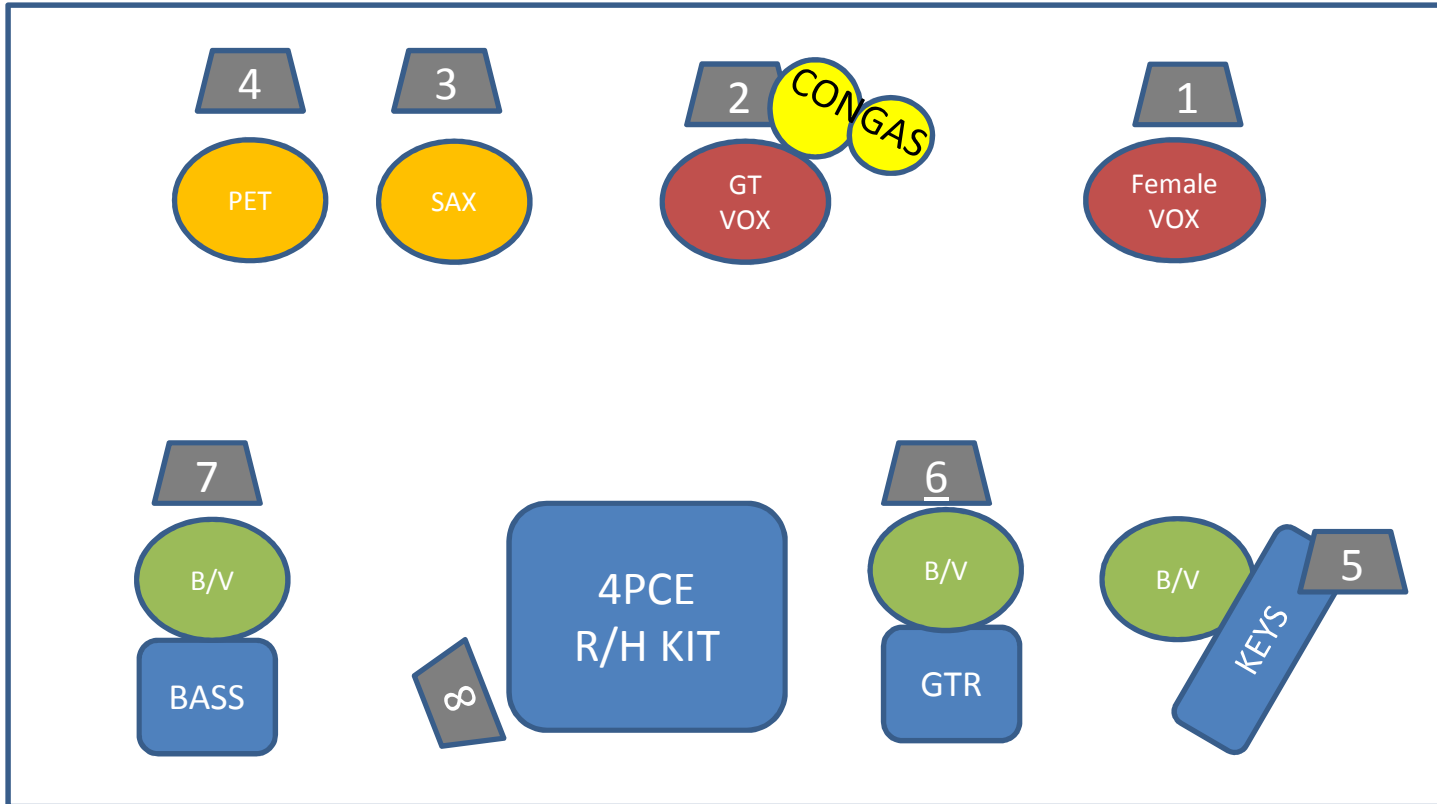 4
3
2
CONGAS
1
PET
SAX
GT
VOX
Female
VOX
7
6
5
B/V
B/V
B/V
4PCE
R/H KIT
KEYS
BASS
8
GTR